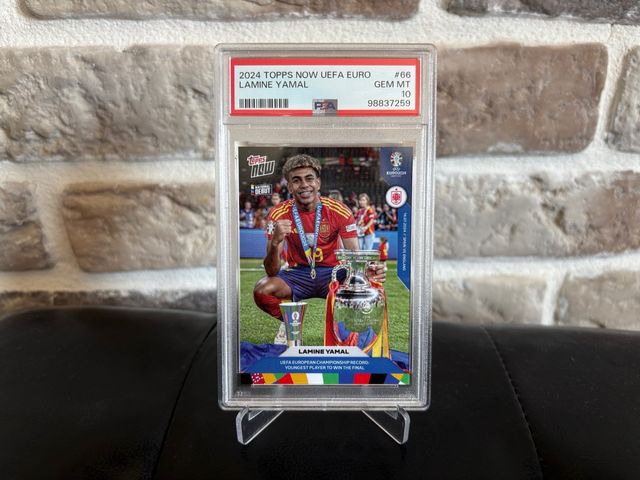 2024 TOPPS NOW UEFA EURO #66
LAMINE YAMAL GEM MT
10
PSA 98837259
Topps
NOW
DEBUT
LAMINE YAMAL
UEFA EUROPEAN CHAMPIONSHIP RECORD:
YOUNGEST PLAYER TO WIN THE FINAL